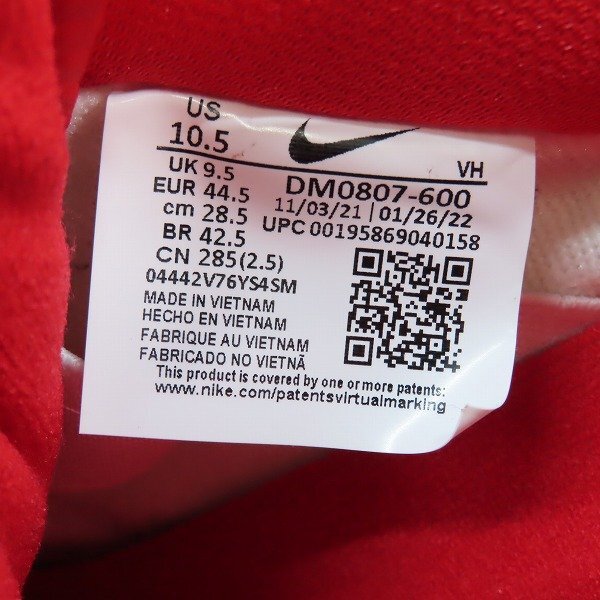 US
10.5
UK 9.5
EUR 44.5
cm 28.5
BR 42.5
CN 285(2.5)
04442V76YS4SM
MADE IN VIETNAM
HECHO EN VIETNAM
FABRIQUE AU VIETNAM
FABRICADO NO VIETNÃ
VH
DM0807-600
11/03/21 | 01/26/22
UPC 00195869040158
This product is covered by one or more patents:
www.nike.com/patentsvirtualmarking